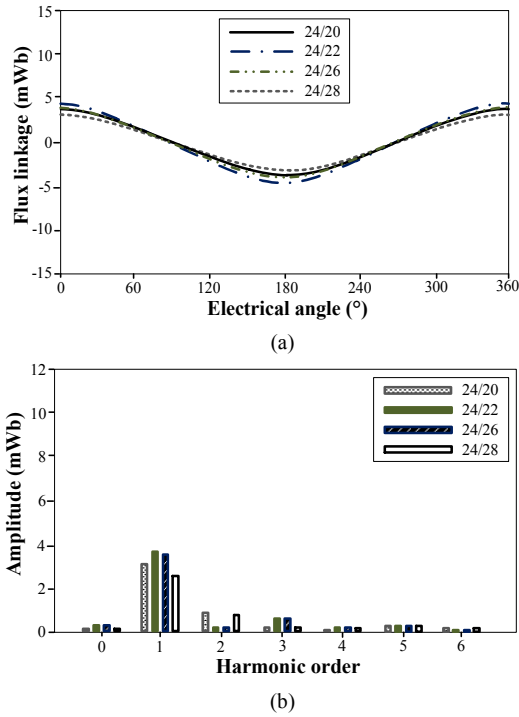 15
10
5
0
-5
-10
-15
Flux linkage (mWb)
24/20
24/22
24/26
24/28
0 60 120 180 240 300 360
Electrical angle (°)
(a)
12
10
8
6
4
2
0
Amplitude (mWb)
24/20
24/22
24/26
24/28
0 1 2 3 4 5 6
Harmonic order
(b)